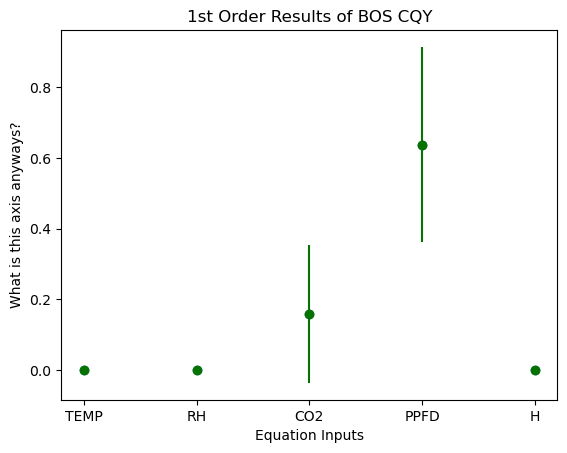 1st Order Results of BOS CQY
What is this axis anyways?
0.8
0.6
0.4
0.2
0.0
TEMP
RH
CO2
PPFD
H
Equation Inputs